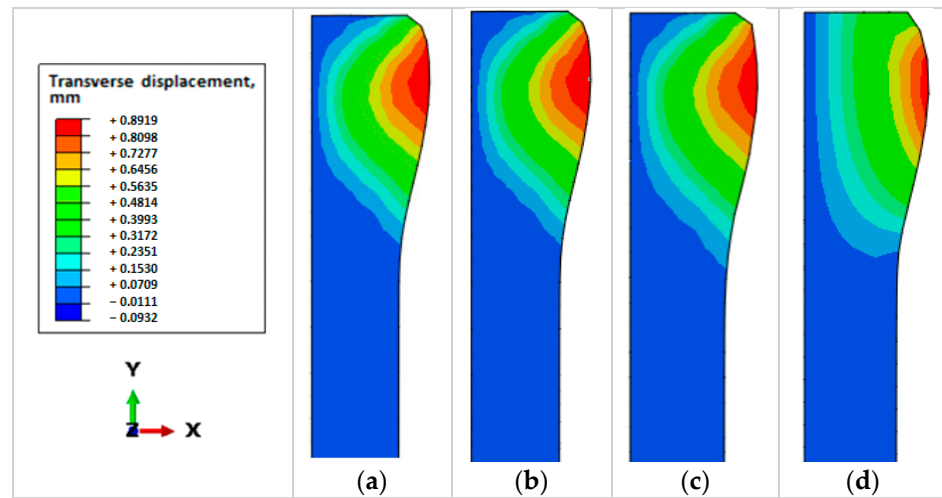 Transverse displacement,
mm
+ 0.8919
+ 0.8098
+ 0.7277
+ 0.6456
+ 0.5635
+ 0.4814
+ 0.3993
+ 0.3172
+ 0.2351
+ 0.1530
+ 0.0709
− 0.0111
− 0.0932
Y
Z X
(a) (b) (c) (d)